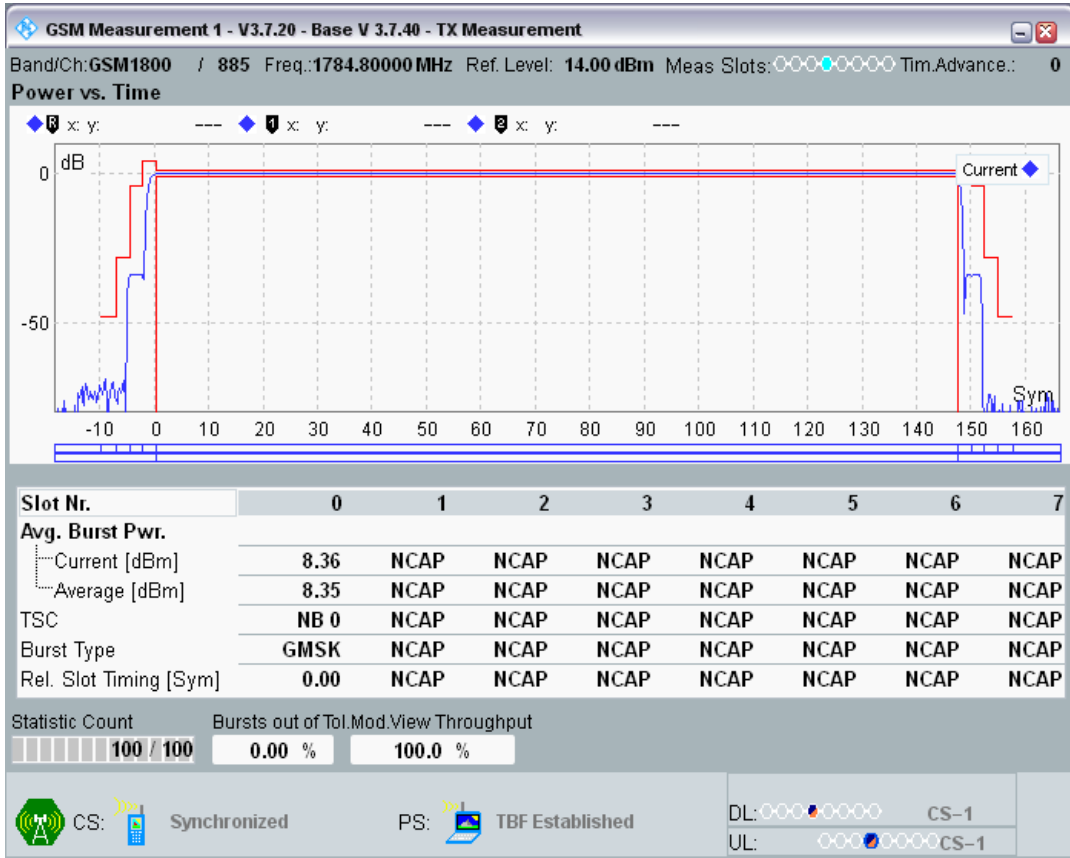 GSM Measurement 1 - V3.7.20 - Base V 3.7.40 - TX Measurement
Band/Ch:GSM1800 / 885 Freq.:1784.80000 MHz Ref. Level: 14.00 dBm Meas Slots: Tim.Advance.: 0
Power vs. Time
R x: y: --- 1 x: y: --- 2 x: y: ---
dB
Current
0
-50
Sym
-10 0 10 20 30 40 50 60 70 80 90 100 110 120 130 140 150 160
Slot Nr. 0 1 2 3 4 5 6 7
Avg. Burst Pwr.
Current [dBm] 8.36 NCAP NCAP NCAP NCAP NCAP NCAP NCAP
Average [dBm] 8.35 NCAP NCAP NCAP NCAP NCAP NCAP NCAP
TSC NB 0 NCAP NCAP NCAP NCAP NCAP NCAP NCAP
Burst Type GMSK NCAP NCAP NCAP NCAP NCAP NCAP NCAP
Rel. Slot Timing [Sym] 0.00 NCAP NCAP NCAP NCAP NCAP NCAP NCAP
Statistic Count Bursts out of Tol.Mod.View Throughput
100 / 100 0.00 % 100.0 %
CS: Synchronized PS: TBF Established DL: CS-1
UL: CS-1